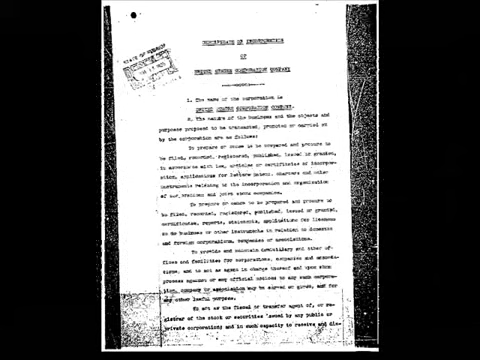 CERTIFICATE OF INCORPORATION
OF
UNITED STATES CORPORATION COMPANY
1. The name of the corporation is
UNITED STATES CORPORATION COMPANY.
2. The nature of the business and the objects and
purposes proposed to be transacted, promoted or carried on
by the corporation are as follows:
To prepare or cause to be prepared and procure to
be filed, recorded, registered, published, issued or granted,
in accordance with law, articles or certificates of incorpor-
ation, applications for letters patent, charters and other
instruments relating to the incorporation and organization
of corporations and joint stock companies.
To prepare or cause to be prepared and procure to
be filed, recorded, registered, published, issued or granted,
certificates, reports, statements, applications for licenses
to do business or other instruments in relation to domestic
and foreign corporations, companies or associations.
To provide and maintain domiciliary and other of-
fices and facilities for corporations, companies and associa-
tions, and to act as agent in charge thereof and upon whom
process against or any official notices to any such corpora-
tion, company or association may be served or given, and for
any other lawful purpose.
To act as the fiscal or transfer agent of, or re-
gistrar of the stock or securities issued by any public or
private corporation; and in such capacity to receive and dis-